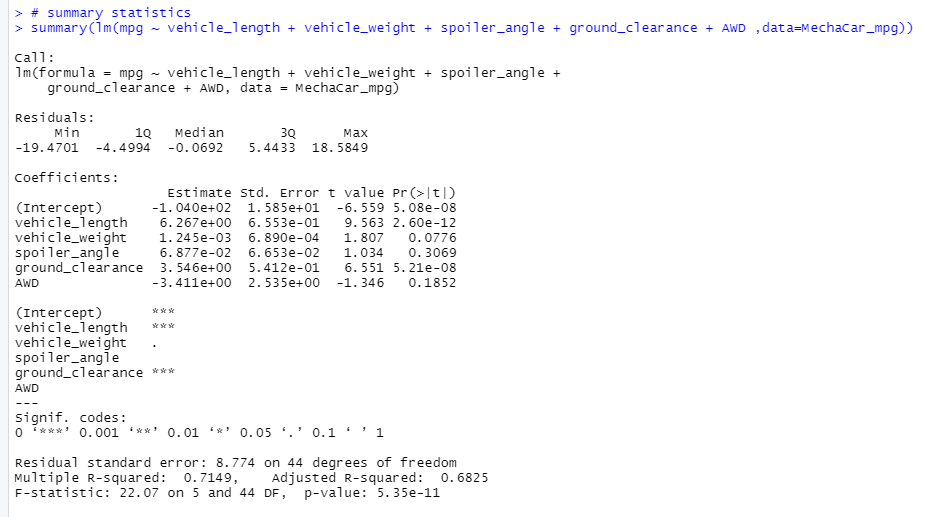 > # summary statistics
> summary(lm(mpg ~ vehicle_length + vehicle_weight + spoiler_angle + ground_clearance + AWD ,data=MechaCar_mpg))
Call:
lm(formula = mpg ~ vehicle_length + vehicle_weight + spoiler_angle +
    ground_clearance + AWD, data = MechaCar_mpg)
Residuals:
     Min       1Q   Median       3Q      Max
-19.4701  -4.4994  -0.0692   5.4433  18.5849
Coefficients:
                   Estimate Std. Error t value Pr(>|t|)
(Intercept)      -1.040e+02  1.585e+01  -6.559 5.08e-08
vehicle_length    6.267e+00  6.553e-01   9.563 2.60e-12
vehicle_weight    1.245e-03  6.890e-04   1.807   0.0776
spoiler_angle     6.877e-02  6.653e-02   1.034   0.3069
ground_clearance  3.546e+00  5.412e-01   6.551 5.21e-08
AWD              -3.411e+00  2.535e+00  -1.346   0.1852
(Intercept)      ***
vehicle_length   ***
vehicle_weight   .
spoiler_angle
ground_clearance ***
AWD
---
Signif. codes:
0 ‘***’ 0.001 ‘**’ 0.01 ‘*’ 0.05 ‘.’ 0.1 ‘ ’ 1
Residual standard error: 8.774 on 44 degrees of freedom
Multiple R-squared:  0.7149,    Adjusted R-squared:  0.6825
F-statistic: 22.07 on 5 and 44 DF,  p-value: 5.35e-11